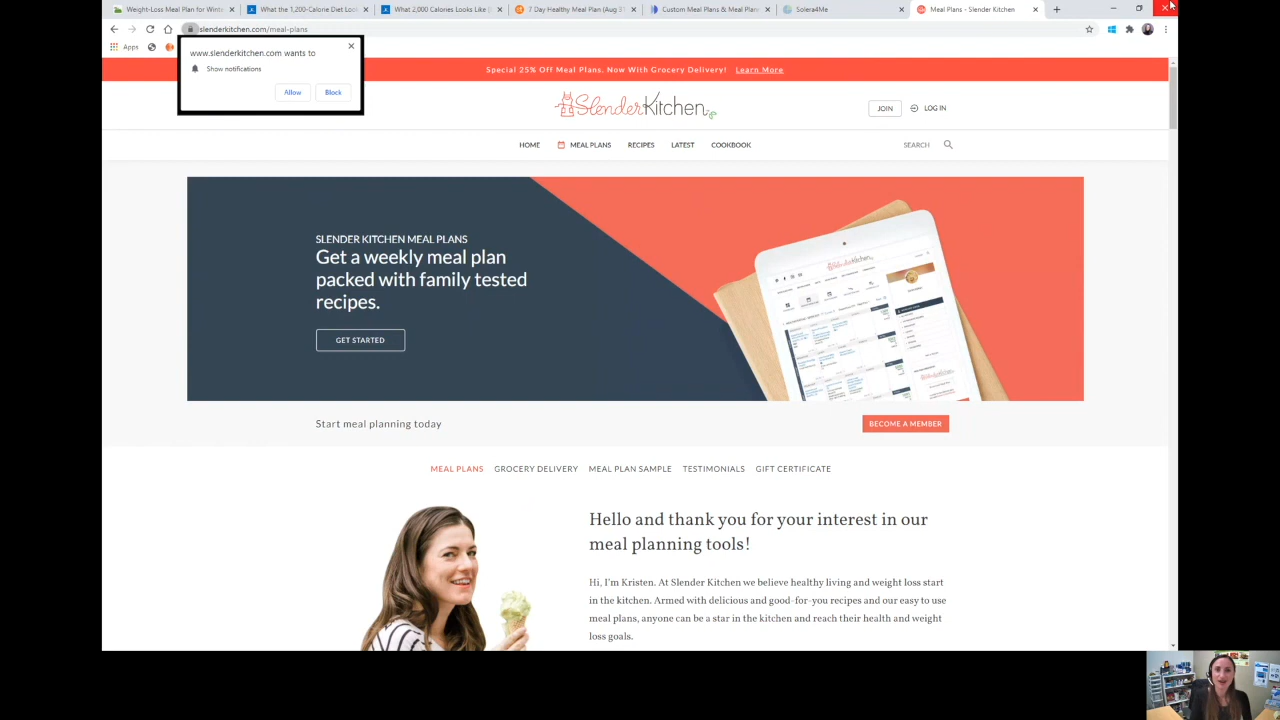 Weight-Loss Meal Plan for Winte
What the 1,200-Calorie Diet Look
What 2,000 Calories Looks Like (
7 Day Healthy Meal Plan (Aug 31
Custom Meal Plans & Meal Plans
Solera4Me
Meal Plans - Slender Kitchen
slenderkitchen.com/meal-plans
Apps
www.slenderkitchen.com wants to
Show notifications
Allow
Block
Special 25% Off Meal Plans. Now With Grocery Delivery! Learn More
SlenderKitchen
JOIN
LOG IN
HOME
MEAL PLANS
RECIPES
LATEST
COOKBOOK
SEARCH
SLENDER KITCHEN MEAL PLANS
Get a weekly meal plan
packed with family tested
recipes.
GET STARTED
SlenderKitchen
Start meal planning today
BECOME A MEMBER
MEAL PLANS
GROCERY DELIVERY
MEAL PLAN SAMPLE
TESTIMONIALS
GIFT CERTIFICATE
Hello and thank you for your interest in our
meal planning tools!
Hi, I'm Kristen. At Slender Kitchen we believe healthy living and weight loss start
in the kitchen. Armed with delicious and good-for-you recipes and our easy to use
meal plans, anyone can be a star in the kitchen and reach their health and weight
loss goals.